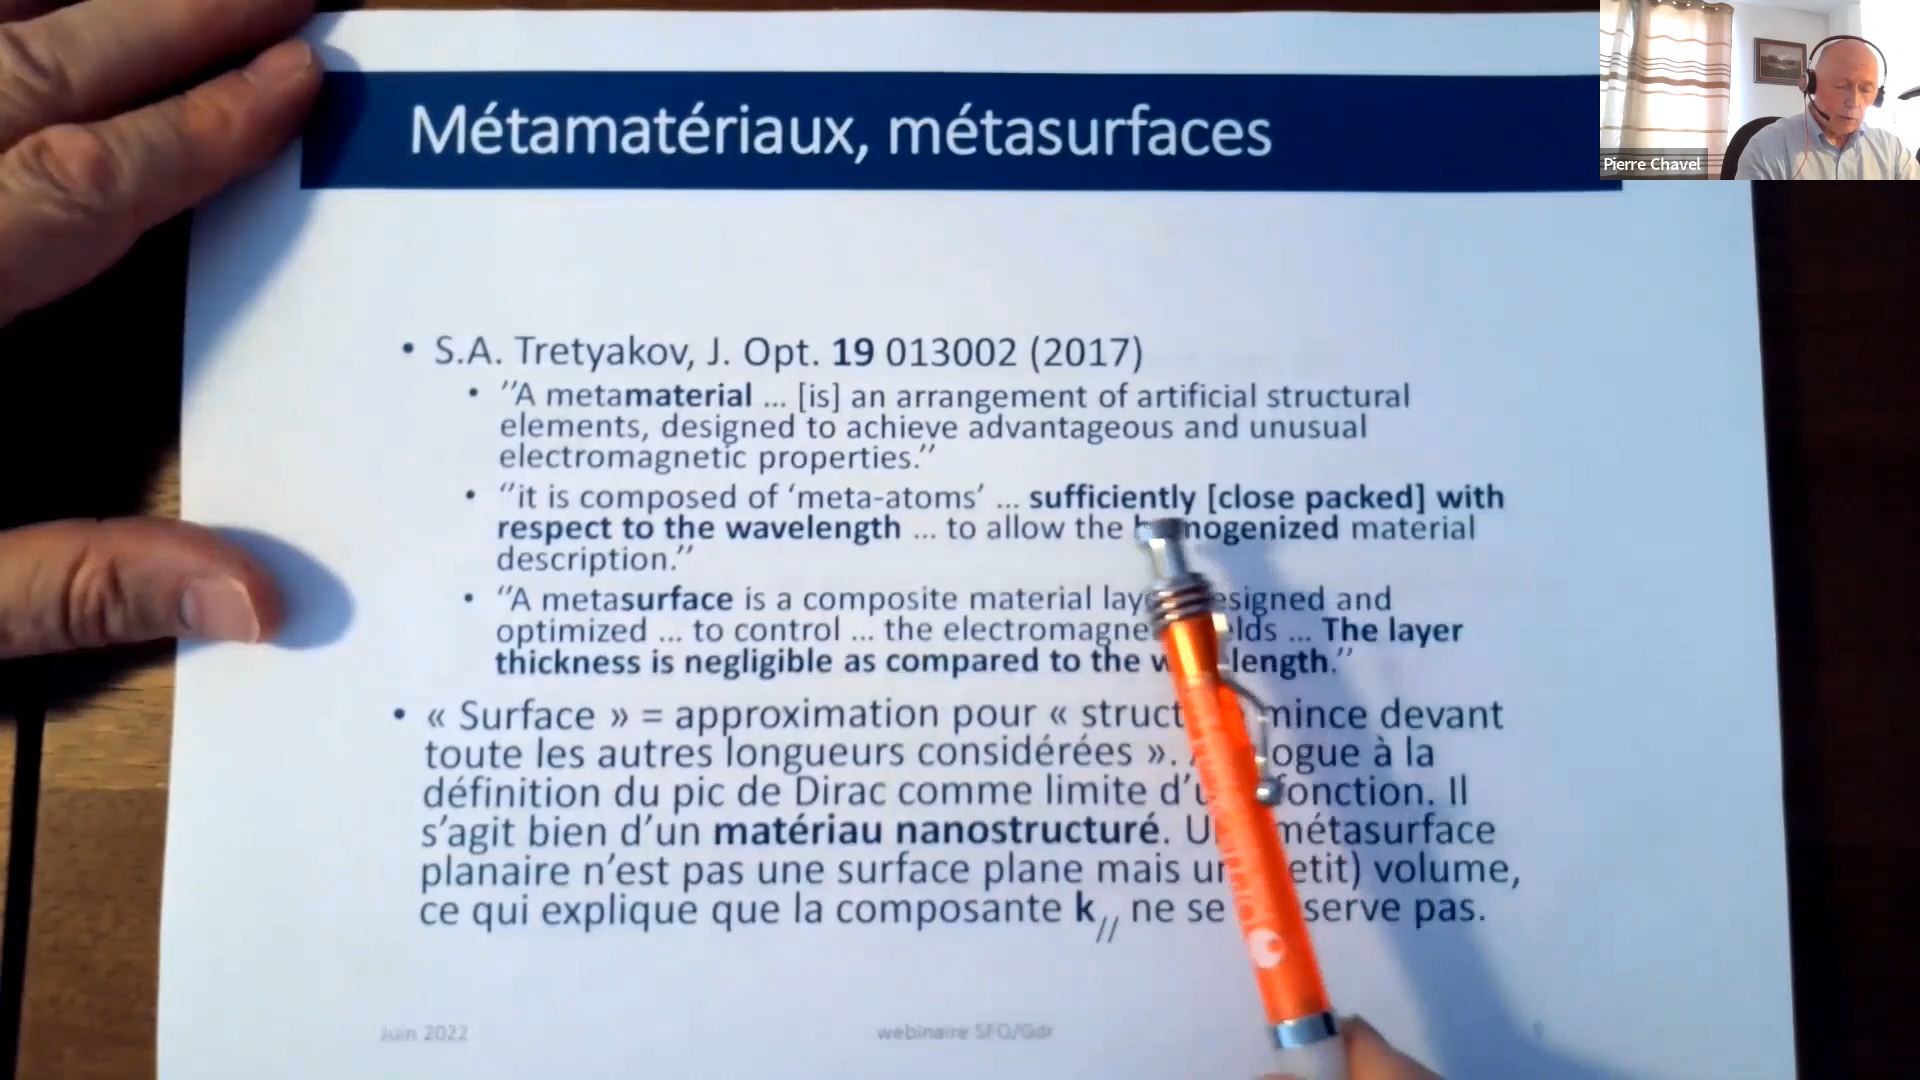 Métamatériaux, métasurfaces
Pierre Chavel
• S.A. Tretyakov, J. Opt. 19 013002 (2017)
• ‘’A metamaterial ... [is] an arrangement of artificial structural
elements, designed to achieve advantageous and unusual
electromagnetic properties.’’
• ‘‘it is composed of ‘meta-atoms’ ... sufficiently [close packed] with
respect to the wavelength ... to allow the material
description.’’
• ‘‘A metasurface is a composite material and
optimized ... to control ... the ... The layer
thickness is negligible as compared to the .’’
• « Surface » = approximation pour « mince devant
toute les autres longueurs considérées ». à la
définition du pic de Dirac comme limite fonction. Il
s’agit bien d’un matériau nanostructuré. métasurface
planaire n’est pas une surface plane mais volume,
ce qui explique que la composante k// ne se pas.
Juin 2022
webinaire SFO/Gdr